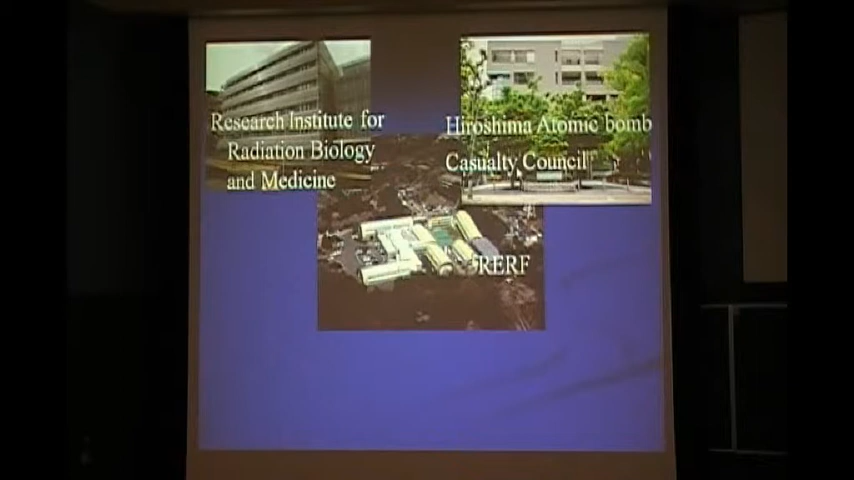 Research Institute for
Radiation Biology
and Medicine
Hiroshima Atomic bomb
Casualty Council
RERF